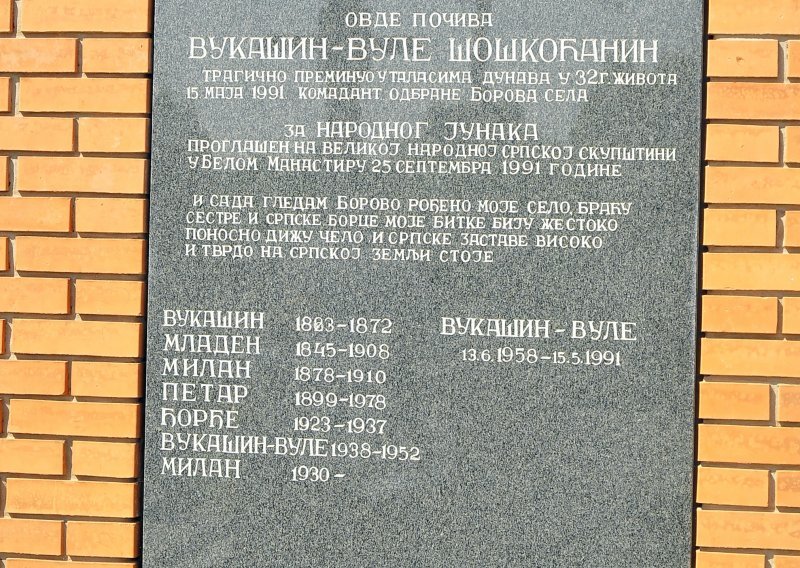 ОВДЕ ПОЧИВА
ВУКАШИН-ВУЛЕ ШОШКОЋАНИН
ТРАГИЧНО ПРЕМИНУО У ТАЛАСИМА ДУНАВА У 32 Г. ЖИВОТА
15. МАЈА 1991. КОМАДАНТ ОДБРАНЕ БОРОВА СЕЛА
ЗА НАРОДНОГ ЈУНАКА
ПРОГЛАШЕН НА ВЕЛИКОЈ НАРОДНОЈ СРПСКОЈ СКУПШТИНИ
У БЕЛОМ МАНАСТИРУ 25 СЕПТЕМБРА 1991 ГОДИНЕ
И САДА ГЛЕДАМ БОРОВО РОЂЕНО МОЈЕ СЕЛО, БРАЋУ
СЕСТРЕ И СРПСКЕ БОРЦЕ МОЈЕ БИТКЕ БИЈУ ЖЕСТОКО
ПОНОСНО ДИЖУ ЧЕЛО И СРПСКЕ ЗАСТАВЕ ВИСОКО
И ТВРДО НА СРПСКОЈ ЗЕМЉИ СТОЈЕ
ВУКАШИН 1803-1872
МЛАДЕН 1845-1908
МИЛАН 1878-1910
ПЕТАР 1899-1978
ЂОРЂЕ 1923-1937
ВУКАШИН-ВУЛЕ 1938-1952
МИЛАН 1930-
ВУКАШИН-ВУЛЕ
13.6.1958-15.5.1991